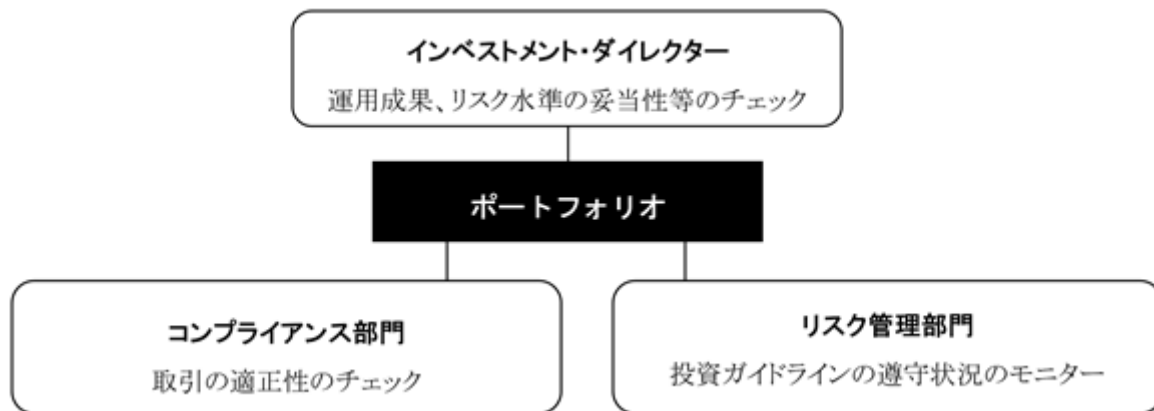 インベストメント・ダイレクター
運用成果、リスク水準の妥当性等のチェック
ポートフォリオ
コンプライアンス部門
取引の適正性のチェック
リスク管理部門
投資ガイドラインの遵守状況のモニター